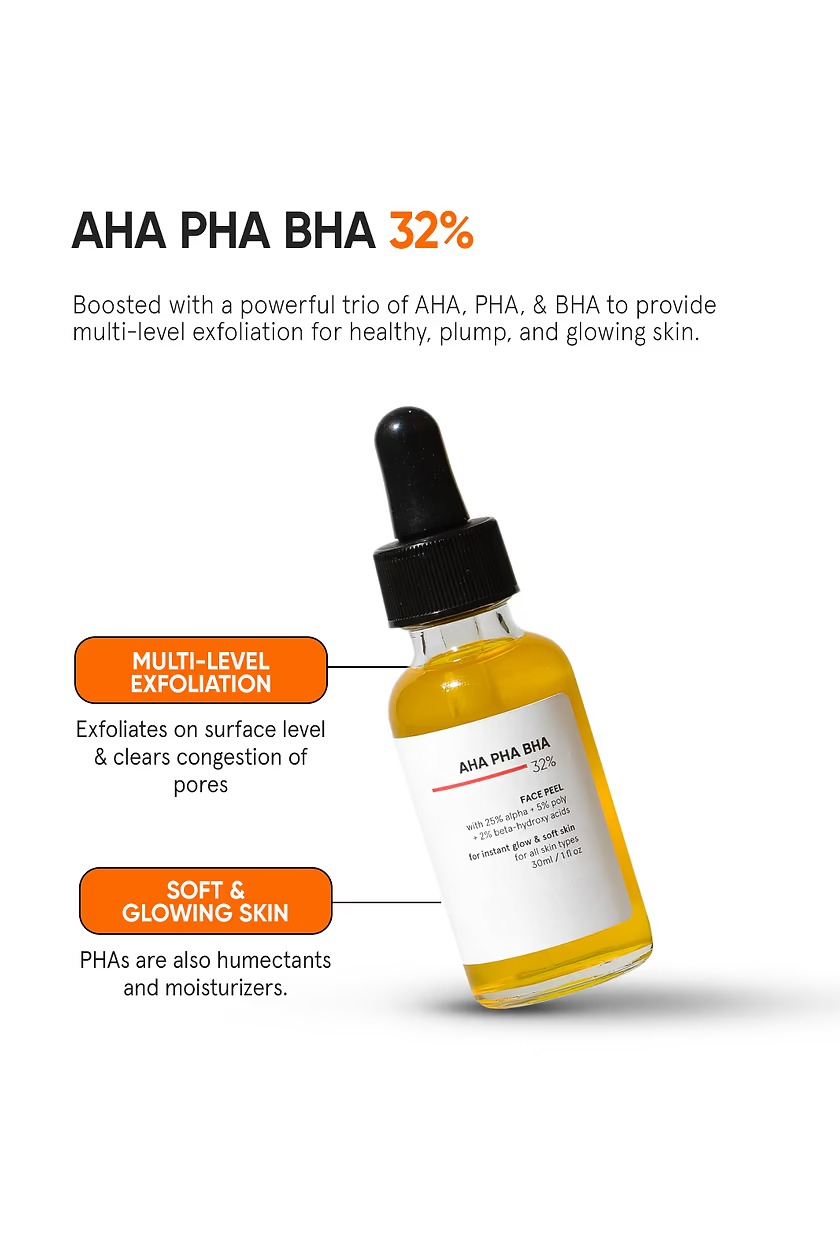 AHA PHA BHA 32%
Boosted with a powerful trio of AHA, PHA, & BHA to provide
multi-level exfoliation for healthy, plump, and glowing skin.
MULTI-LEVEL
EXFOLIATION
Exfoliates on surface level
& clears congestion of
pores
SOFT &
GLOWING SKIN
PHAs are also humectants
and moisturizers.
AHA PHA BHA
32%
FACE PEEL
with 25% alpha + 5% poly
+ 2% beta-hydroxy acids
for instant glow & soft skin
for all skin types
30ml / 1 fl oz